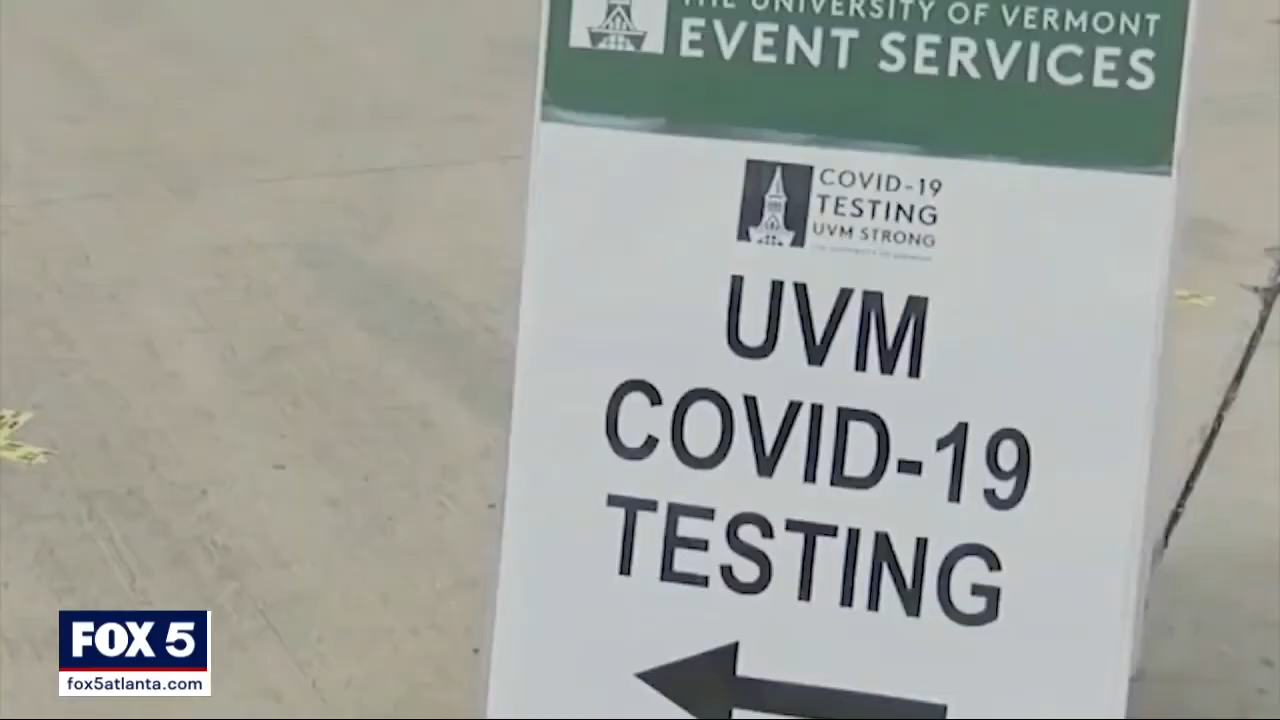 THE UNIVERSITY OF VERMONT
EVENT SERVICES
COVID-19
TESTING
UVM STRONG
UVM
COVID-19
TESTING
FOX 5
fox5atlanta.com